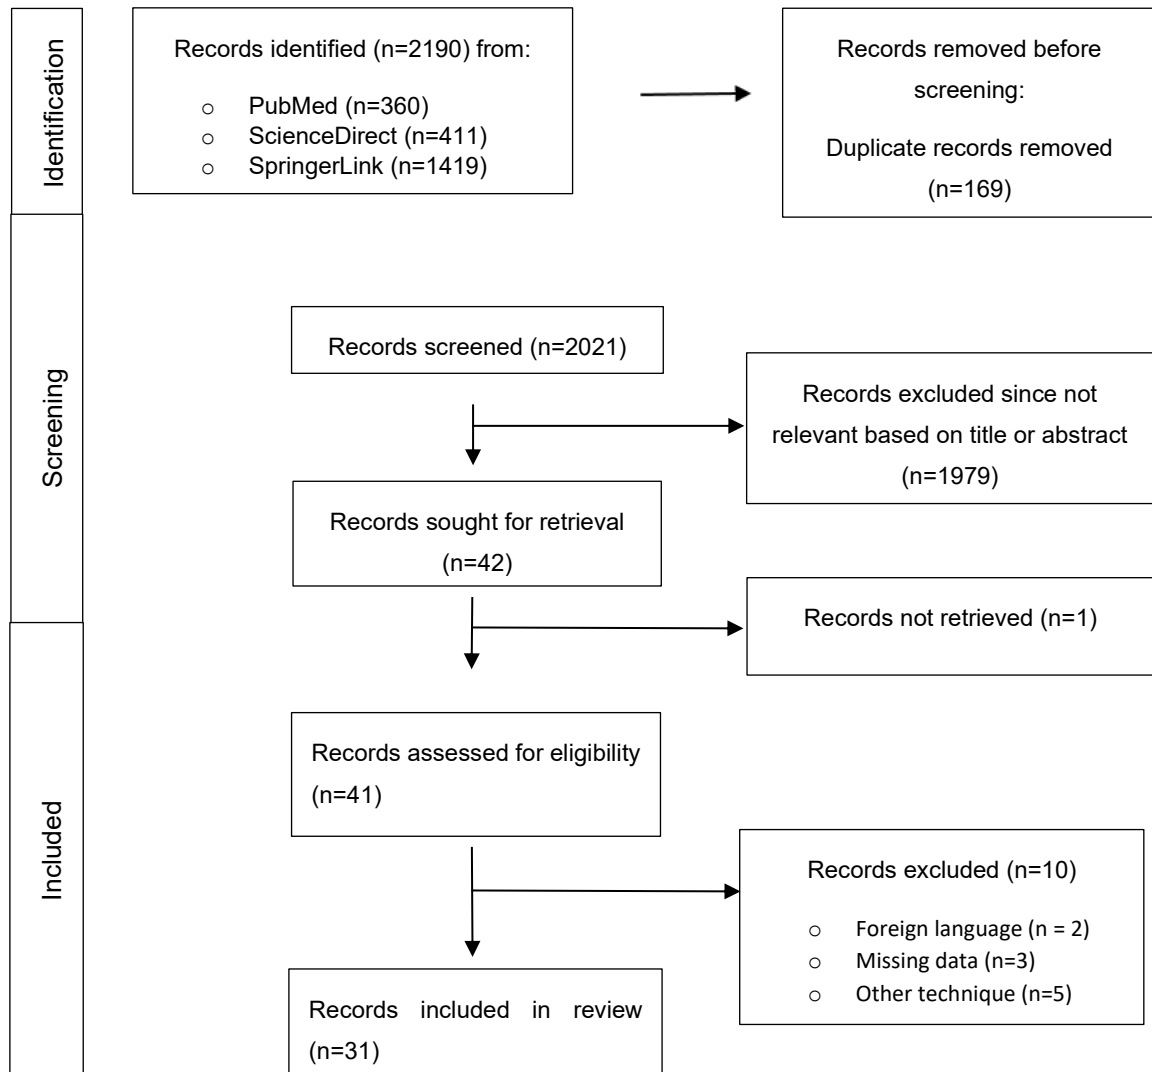 Identification
Records identified (n=2190) from:
o PubMed (n=360)
o ScienceDirect (n=411)
o SpringerLink (n=1419)
Records removed before
screening:
Duplicate records removed
(n=169)
Screening
Records screened (n=2021)
Records excluded since not
relevant based on title or abstract
(n=1979)
Records sought for retrieval
(n=42)
Records not retrieved (n=1)
Included
Records assessed for eligibility
(n=41)
Records excluded (n=10)
o Foreign language (n = 2)
o Missing data (n=3)
o Other technique (n=5)
Records included in review
(n=31)